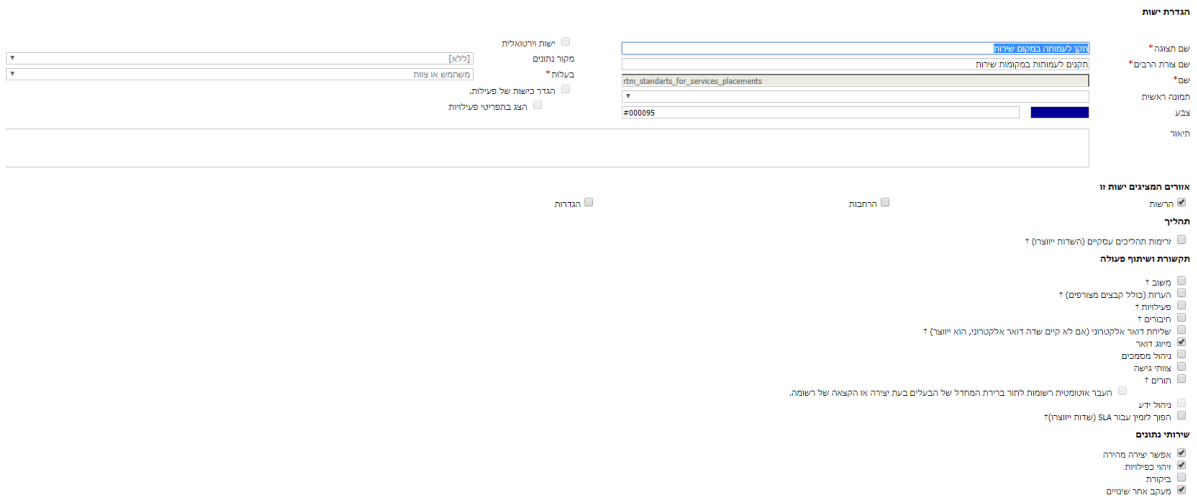 הגדרת ישות
שם תצוגה * תקן לעמותה במקום שירות
שם צורת הרבים * תקנים לעמותות במקומות שירות
שם * rtm_standarts_for_services_placements
תמונה ראשית
צבע #000095
ישות וירטואלית
מקור נתונים [ללא]
בעלות * משתמש או צוות
הגדר כישות של פעילות.
הצג בתפריטי פעילויות
תיאור
אזורים המציגים ישות זו
הרשות הרחבות הגדרות
תהליך
זרימות תהליכים עסקיים (השדות ייווצרו) †
תקשורת ושיתוף פעולה
משוב †
הערות (כולל קבצים מצורפים) †
פעילויות †
חיבורים †
שליחת דואר אלקטרוני (אם לא קיים שדה דואר אלקטרוני, הוא ייווצר) †
מיזוג דואר
ניהול מסמכים
צוותי גישה
תורים †
העבר אוטומטית רשומות לתור ברירת המחדל של הבעלים בעת יצירה או הקצאה של רשומה.
ניהול ידע
הפוך לזמין עבור SLA (שדות ייווצרו)†
שירותי נתונים
אפשר יצירה מהירה
זיהוי כפילויות
ביקורת
מעקב אחר שינויים